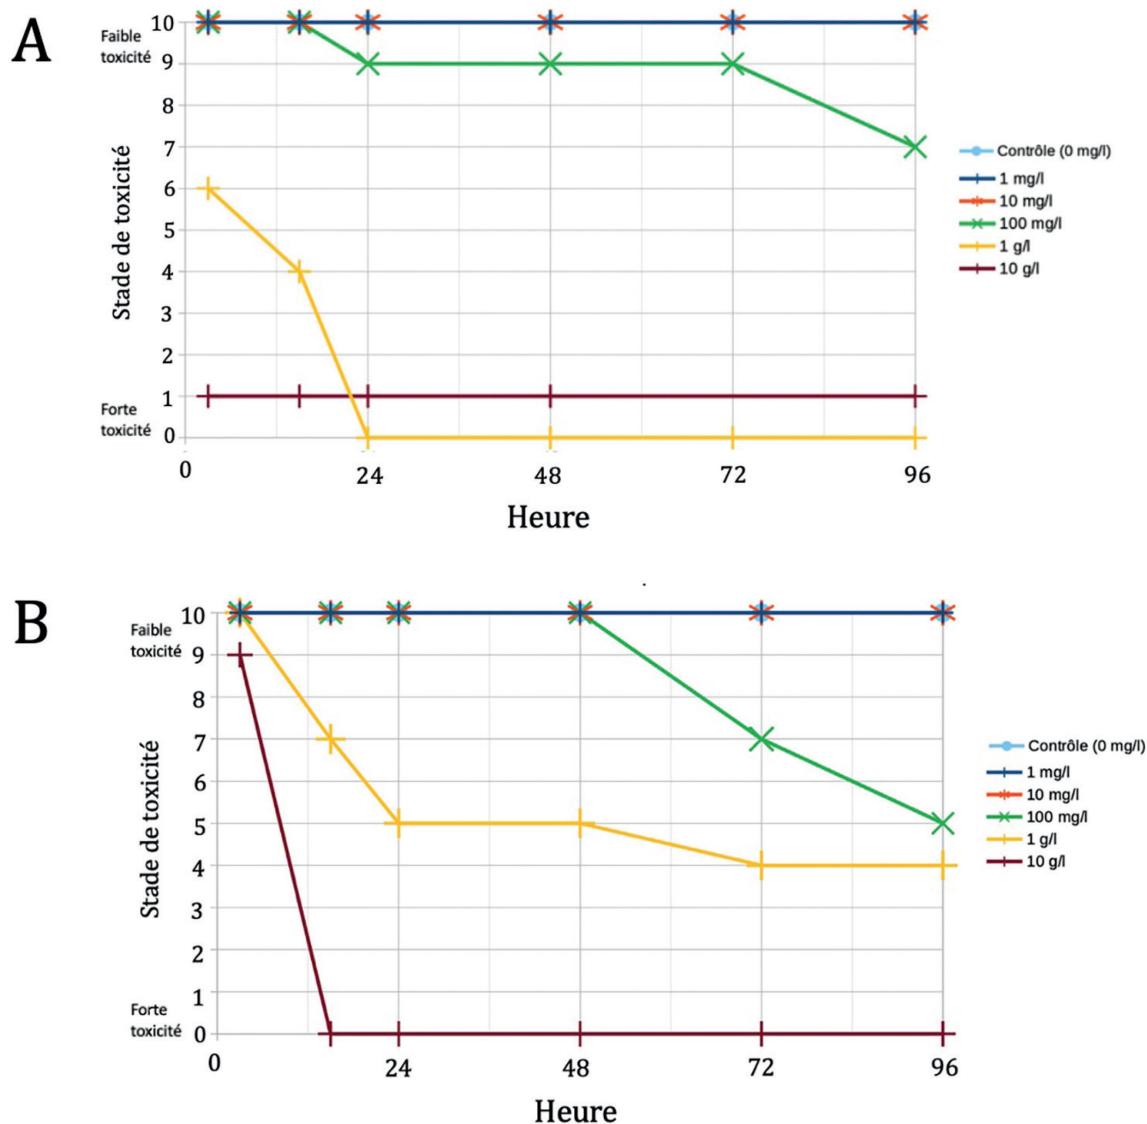 A
Faible
toxicité
10
9
8
7
6
5
4
3
2
1
0
Forte
toxicité
Stade de toxicité
0
24
48
72
96
Heure
Contrôle (0 mg/l)
1 mg/l
10 mg/l
100 mg/l
1 g/l
10 g/l
B
Faible
toxicité
10
9
8
7
6
5
4
3
2
1
0
Forte
toxicité
Stade de toxicité
0
24
48
72
96
Heure
Contrôle (0 mg/l)
1 mg/l
10 mg/l
100 mg/l
1 g/l
10 g/l